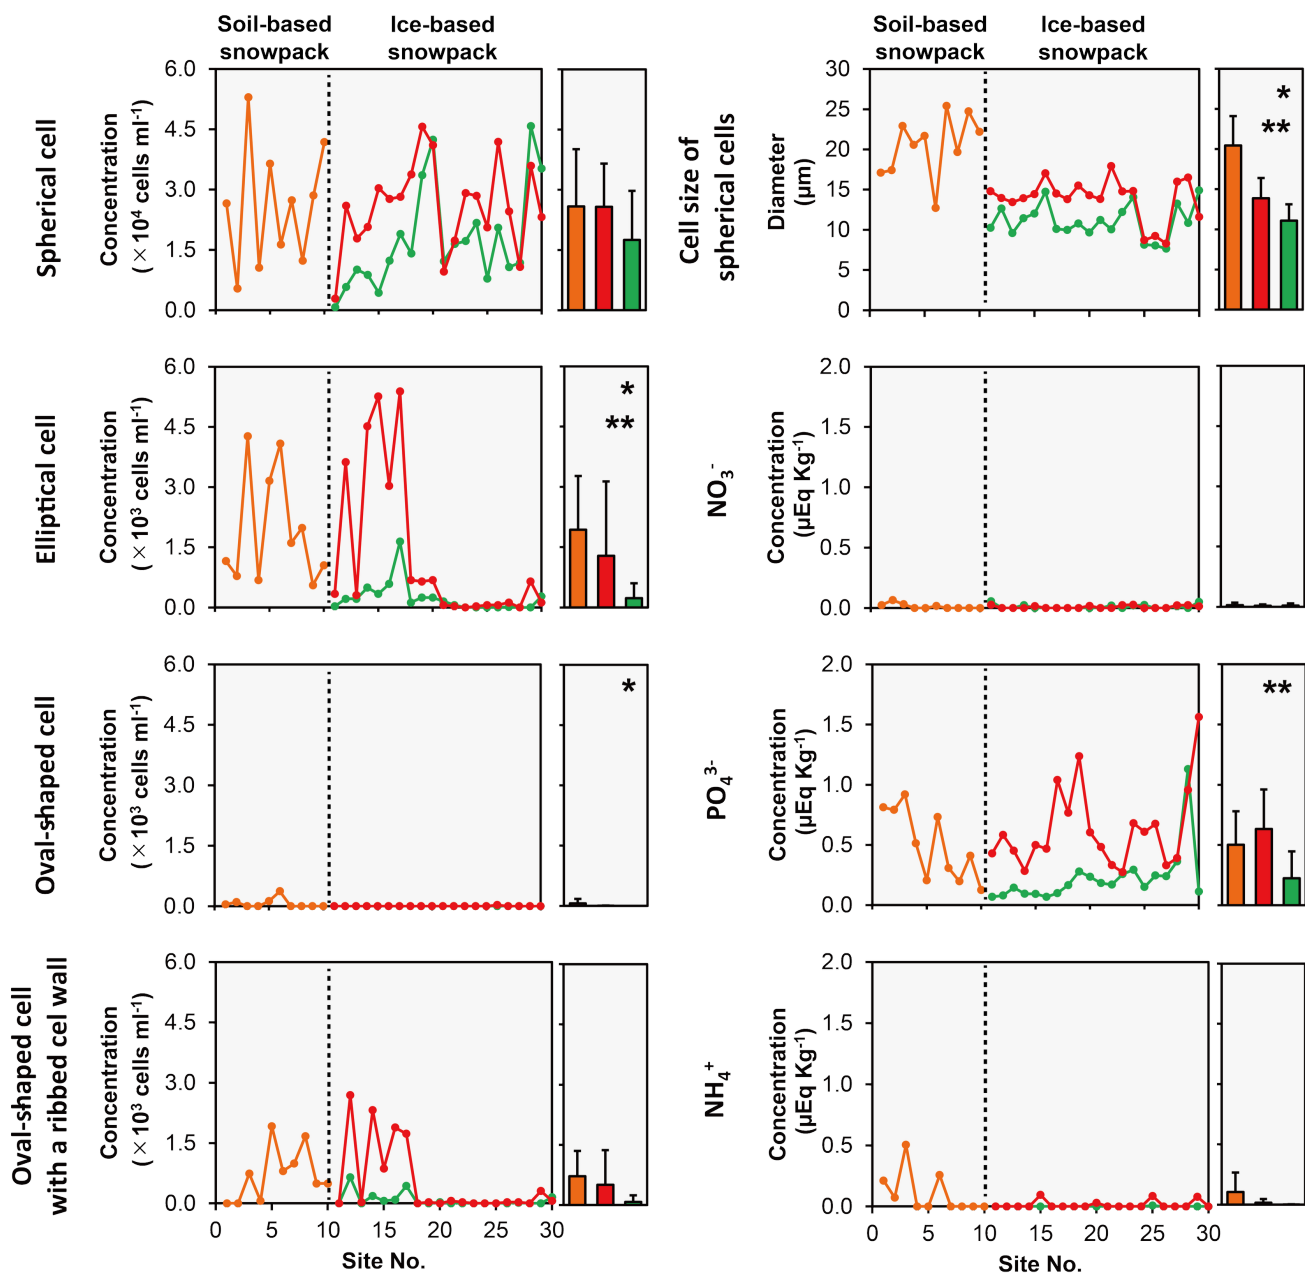 Soil-based
snowpack
Ice-based
snowpack
Spherical cell
Concentration
(×10⁴ cells ml⁻¹)
6.0
4.5
3.0
1.5
0.0
Soil-based
snowpack
Ice-based
snowpack
Cell size of
spherical cells
Diameter
(μm)
30
25
20
15
10
5
0
*
**
Elliptical cell
Concentration
(×10³ cells ml⁻¹)
6.0
4.5
3.0
1.5
0.0
*
**
NO₃⁻
Concentration
(μEq Kg⁻¹)
2.0
1.5
1.0
0.5
0.0
Oval-shaped cell
Concentration
(×10³ cells ml⁻¹)
6.0
4.5
3.0
1.5
0.0
*
PO₄³⁻
Concentration
(μEq Kg⁻¹)
2.0
1.5
1.0
0.5
0.0
**
Oval-shaped cell
with a ribbed cel wall
Concentration
(×10³ cells ml⁻¹)
6.0
4.5
3.0
1.5
0.0
0 5 10 15 20 25 30
Site No.
NH₄⁺
Concentration
(μEq Kg⁻¹)
2.0
1.5
1.0
0.5
0.0
0 5 10 15 20 25 30
Site No.